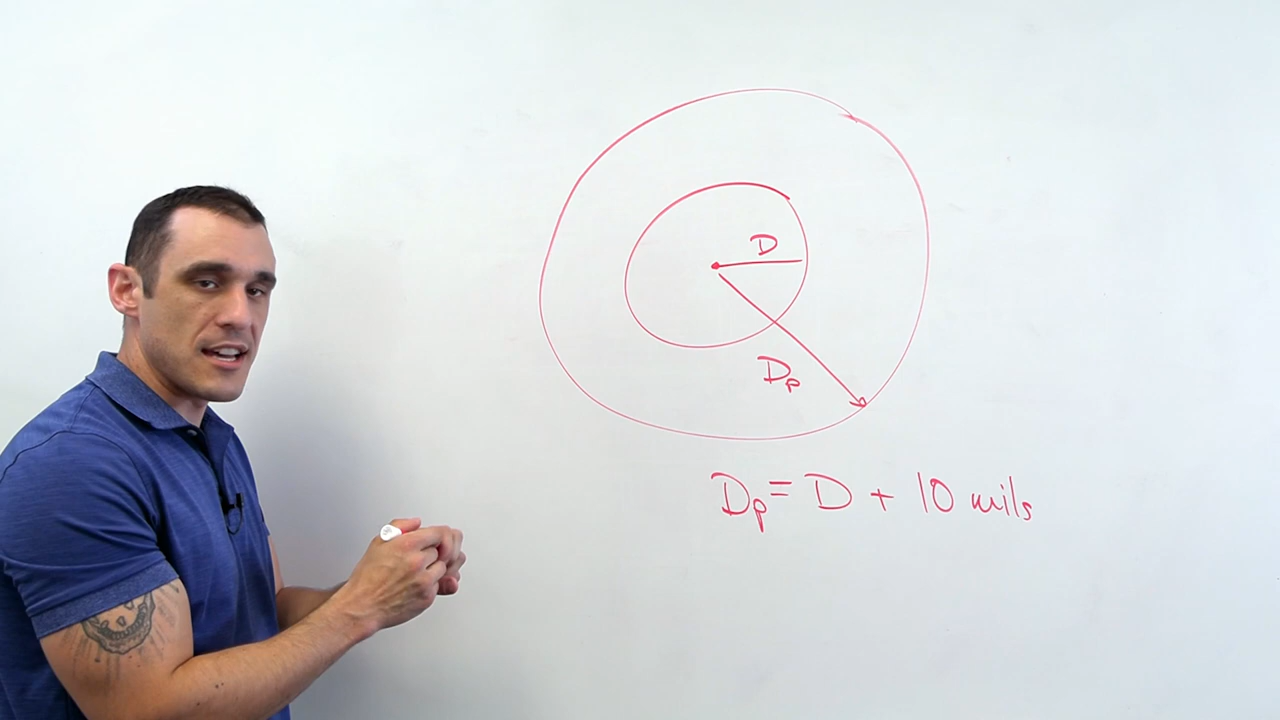 D
Dₚ
Dₚ = D + 10 mils